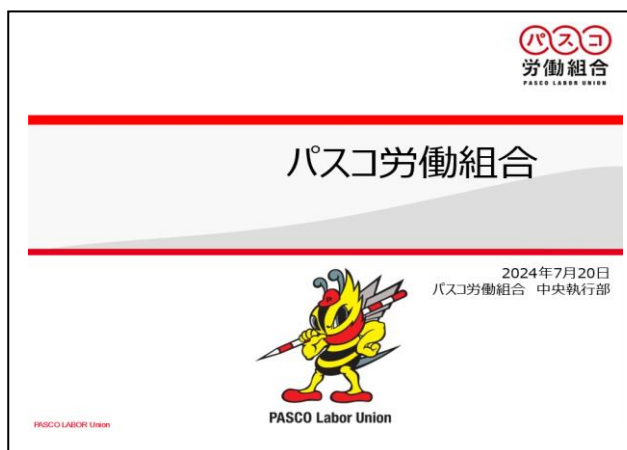 パスコ
労働組合
PASCO LABOR UNION
パスコ労働組合
2024年7月20日
パスコ労働組合 中央執行部
PASCO Labor Union
PASCO LABOR Union